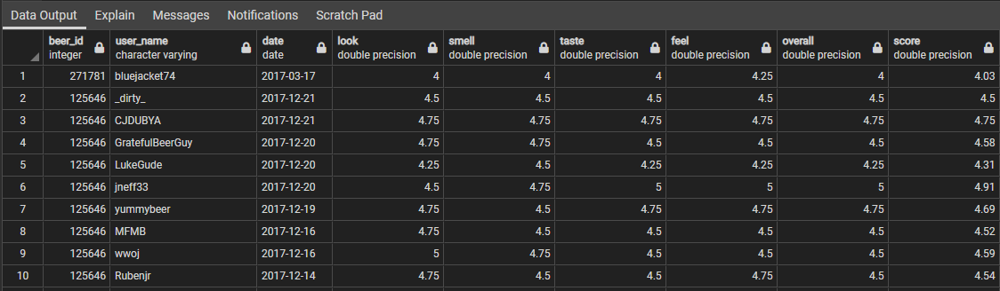 Data Output Explain Messages Notifications Scratch Pad
beer_id user_name date look smell taste feel overall score
integer character varying date double precision double precision double precision double precision double precision double precision
1 271781 bluejacket74 2017-03-17 4 4 4 4.25 4 4.03
2 125646 _dirty_ 2017-12-21 4.5 4.5 4.5 4.5 4.5 4.5
3 125646 CJDUBYA 2017-12-21 4.75 4.75 4.75 4.75 4.75 4.75
4 125646 GratefulBeerGuy 2017-12-20 4.75 4.75 4.5 4.5 4.5 4.58
5 125646 LukeGude 2017-12-20 4.25 4.5 4.25 4.25 4.25 4.31
6 125646 jneff33 2017-12-20 4.5 4.75 5 5 5 4.91
7 125646 yummybeer 2017-12-19 4.75 4.5 4.75 4.75 4.75 4.69
8 125646 MFMB 2017-12-16 4.75 4.5 4.5 4.5 4.5 4.52
9 125646 wwoj 2017-12-16 5 4.75 4.5 4.5 4.5 4.59
10 125646 Rubenjr 2017-12-14 4.75 4.5 4.5 4.75 4.5 4.54